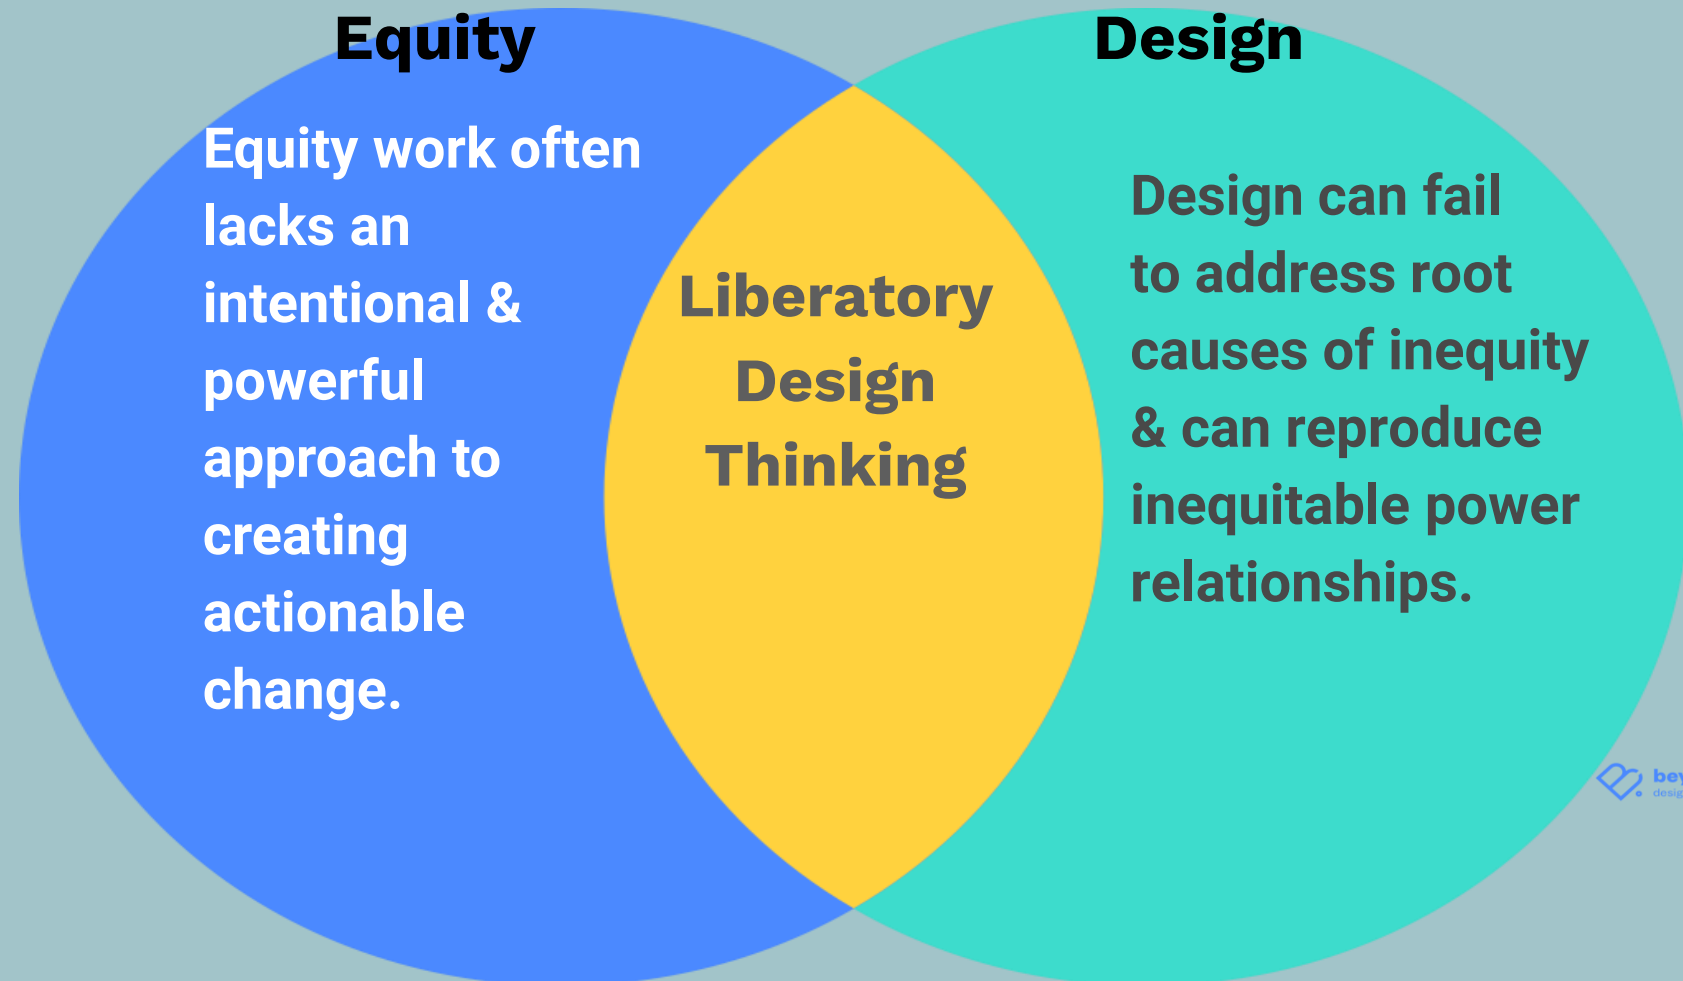 Equity
Equity work often
lacks an
intentional &
powerful
approach to
creating
actionable
change.
Liberatory
Design
Thinking
Design
Design can fail
to address root
causes of inequity
& can reproduce
inequitable power
relationships.